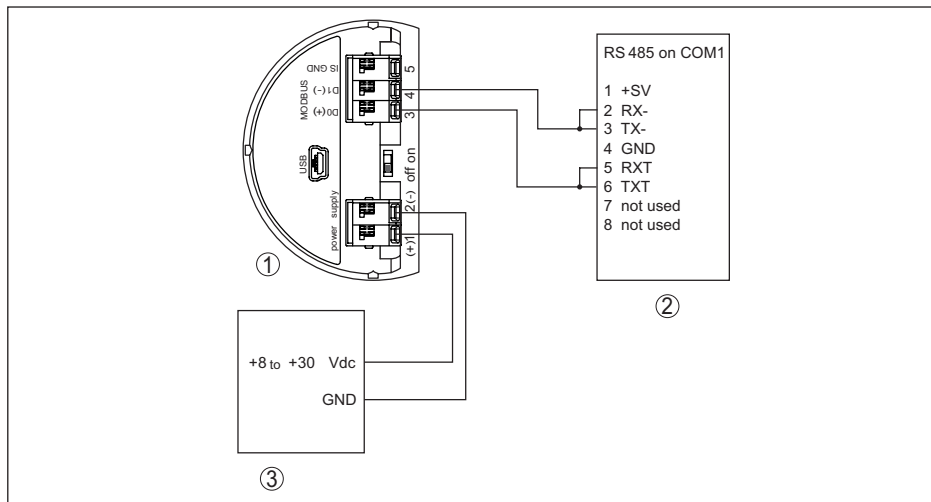 IS GND
5
MODBUS
D1(-)
4
D0(+)
3
USB
off on
power supply
2(-)
(+)1
①
RS 485 on COM1
1 +SV
2 RX-
3 TX-
4 GND
5 RXT
6 TXT
7 not used
8 not used
②
+8 to +30 Vdc
GND
③